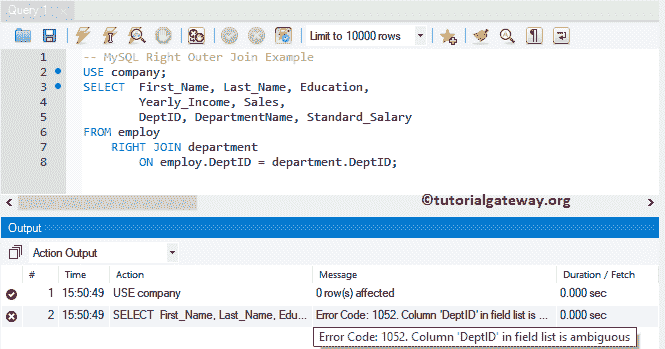 Query 1
Limit to 10000 rows
1 -- MySQL Right Outer Join Example
2 USE company;
3 SELECT First_Name, Last_Name, Education,
4 Yearly_Income, Sales,
5 DeptID, DepartmentName, Standard_Salary
6 FROM employ
7 RIGHT JOIN department
8 ON employ.DeptID = department.DeptID;
©tutorialgateway.org
Output
Action Output
# Time Action Message Duration / Fetch
1 15:50:49 USE company 0 row(s) affected 0.000 sec
2 15:50:49 SELECT First_Name, Last_Name, Edu... Error Code: 1052. Column 'DeptID' in field list is ... 0.000 sec
Error Code: 1052. Column 'DeptID' in field list is ambiguous